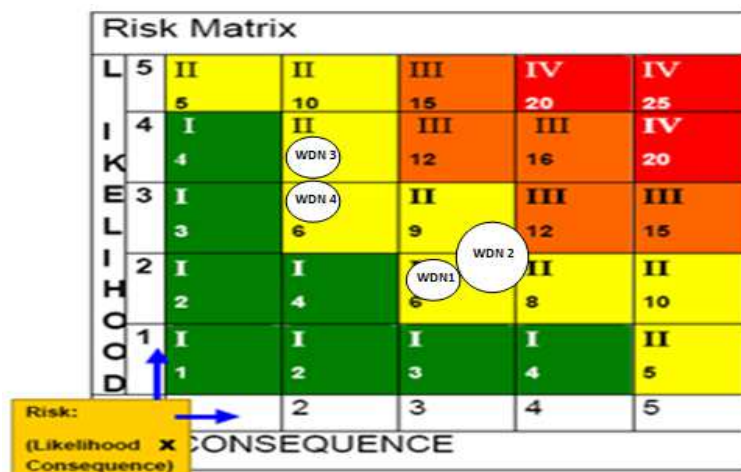 Risk Matrix
LIKELIHOOD
5 II II III IV IV
5 10 15 20 25
4 I II III III IV
WDN 3
4 12 16 20
3 I II III III
WDN 4
3 6 9 12 15
WDN 2
2 I I II II
WDN1
2 4 6 8 10
1 I I I I II
1 2 3 4 5
2 3 4 5
Risk:
(Likelihood x
Consequence)
CONSEQUENCE